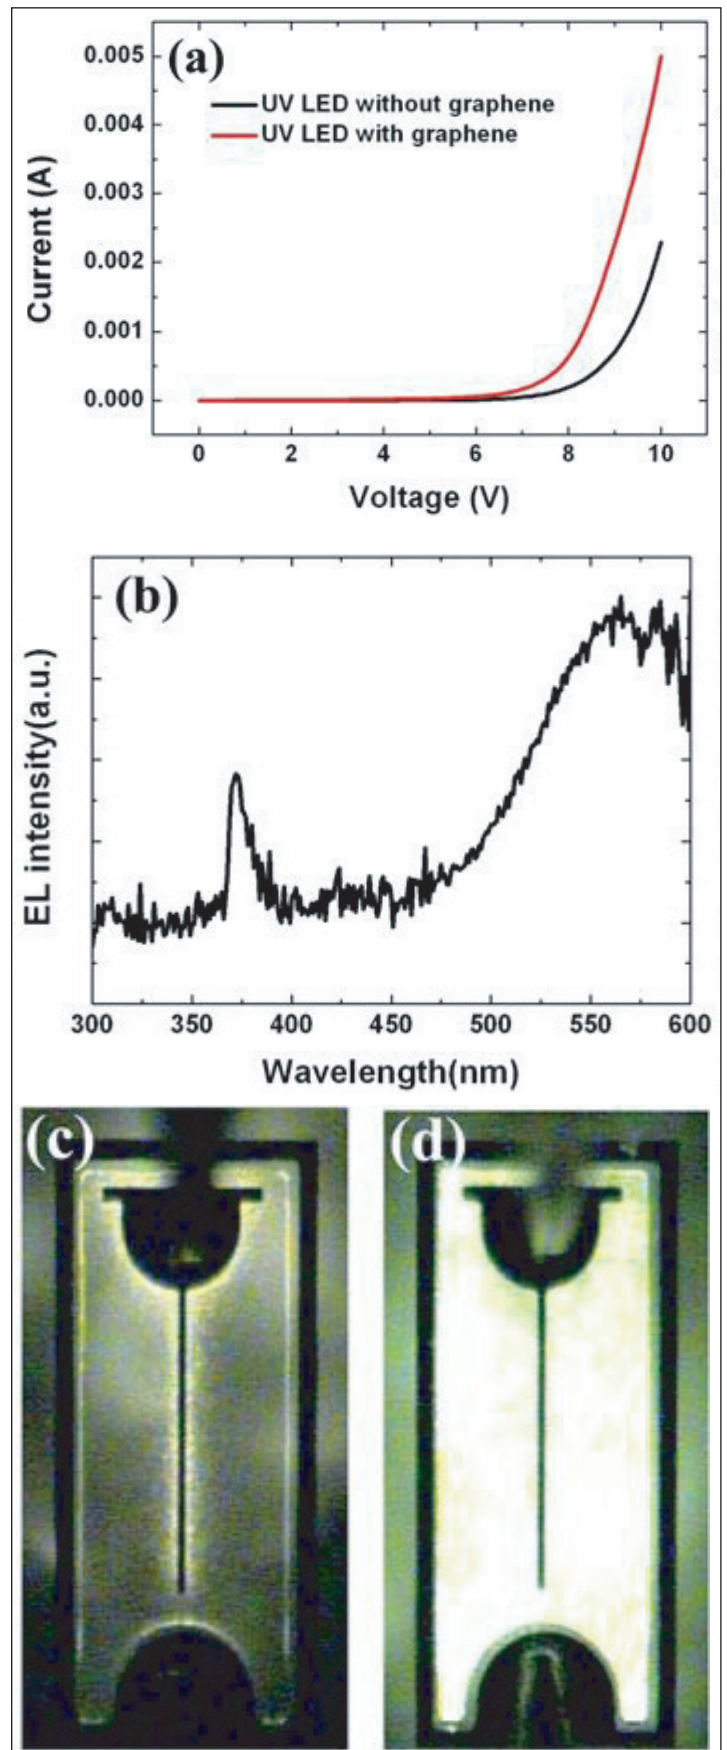 (a)
UV LED without graphene
UV LED with graphene
0.005
0.004
0.003
0.002
0.001
0.000
Current (A)
0 2 4 6 8 10
Voltage (V)
(b)
EL intensity(a.u.)
300 350 400 450 500 550 600
Wavelength(nm)
(c)
(d)